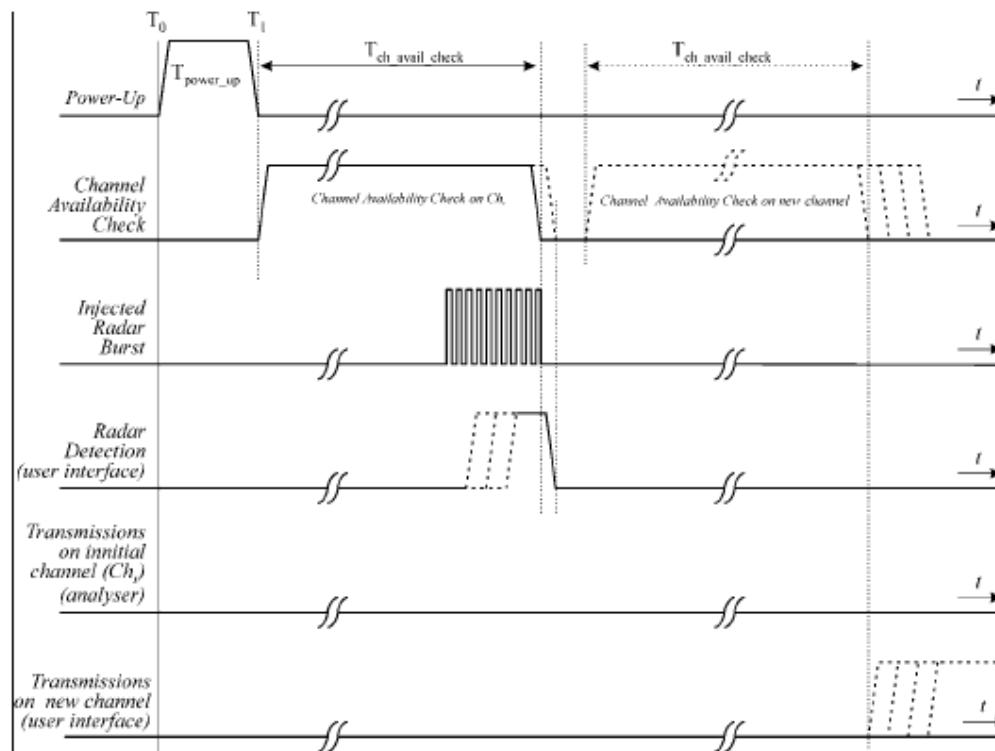 T0 T1
Tpower_up
Tch_avail_check
Tch_avail_check
Power-Up
t
Channel
Availability
Check
Channel Availability Check on Chr
Channel Availability Check on new channel
t
Injected
Radar
Burst
t
Radar
Detection
(user interface)
t
Transmissions
on innitial
channel (Chr)
(analyser)
t
Transmissions
on new channel
(user interface)
t